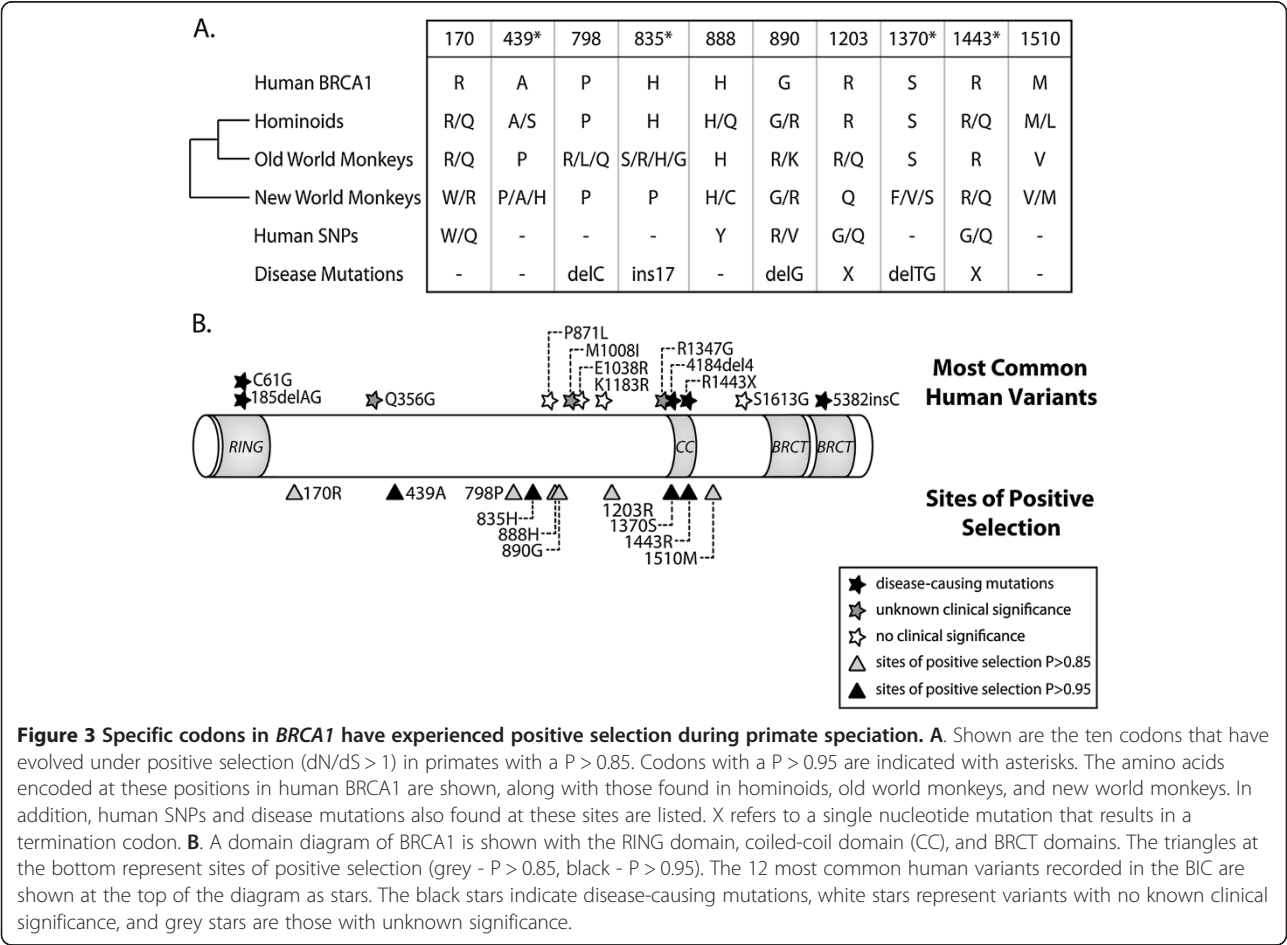 A.
170 439* 798 835* 888 890 1203 1370* 1443* 1510
Human BRCA1 R A P H H G R S R M
Hominoids R/Q A/S P H H/Q G/R R S R/Q M/L
Old World Monkeys R/Q P R/L/Q S/R/H/G H R/K R/Q S R V
New World Monkeys W/R P/A/H P P H/C G/R Q F/V/S R/Q V/M
Human SNPs W/Q - - - Y R/V G/Q - G/Q -
Disease Mutations - - delC ins17 - delG X delTG X -
B.
P871L
M1008I
E1038R
K1183R
R1347G
4184del4
R1443X
C61G
185delAG
Q356G
S1613G
5382insC
Most Common
Human Variants
RING
CC
BRCT
BRCT
170R
439A
798P
835H
888H
890G
1203R
1370S
1443R
1510M
Sites of Positive
Selection
disease-causing mutations
unknown clinical significance
no clinical significance
sites of positive selection P>0.85
sites of positive selection P>0.95
Figure 3 Specific codons in BRCA1 have experienced positive selection during primate speciation. A. Shown are the ten codons that have
evolved under positive selection (dN/dS > 1) in primates with a P > 0.85. Codons with a P > 0.95 are indicated with asterisks. The amino acids
encoded at these positions in human BRCA1 are shown, along with those found in hominoids, old world monkeys, and new world monkeys. In
addition, human SNPs and disease mutations also found at these sites are listed. X refers to a single nucleotide mutation that results in a
termination codon. B. A domain diagram of BRCA1 is shown with the RING domain, coiled-coil domain (CC), and BRCT domains. The triangles at
the bottom represent sites of positive selection (grey - P > 0.85, black - P > 0.95). The 12 most common human variants recorded in the BIC are
shown at the top of the diagram as stars. The black stars indicate disease-causing mutations, white stars represent variants with no known clinical
significance, and grey stars are those with unknown significance.